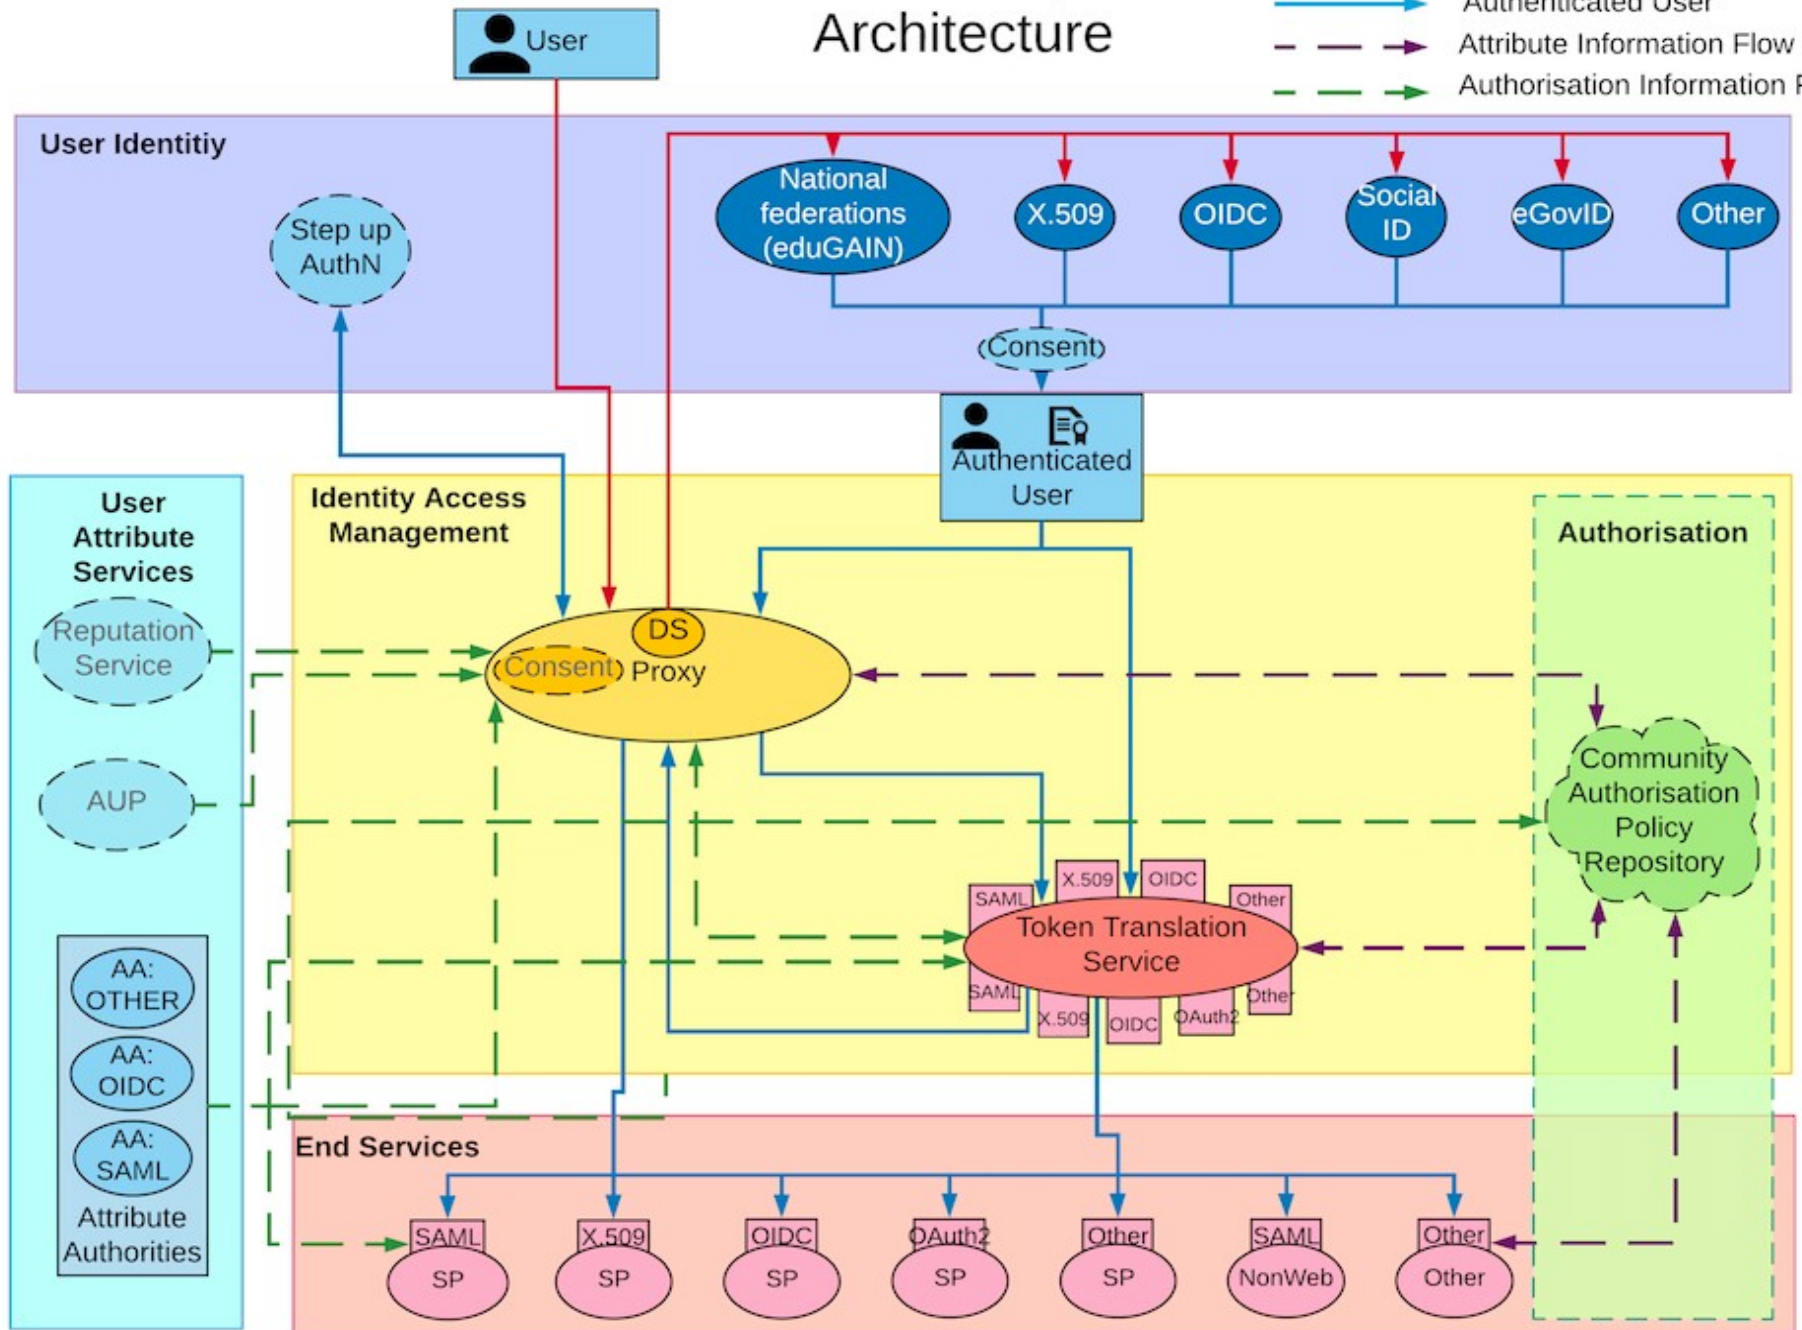 Architecture
Authenticated User
Attribute Information Flow
Authorisation Information
User
User Identitiy
Step up
AuthN
National
federations
(eduGAIN)
X.509
OIDC
Social
ID
eGovID
Other
Consent
Authenticated
User
User
Attribute
Services
Reputation
Service
AUP
AA:
OTHER
AA:
OIDC
AA:
SAML
Attribute
Authorities
Identity Access
Management
DS
Consent
Proxy
Authorisation
Community
Authorisation
Policy
Repository
SAML
X.509
OIDC
Other
Token Translation
Service
SAML
X.509
OIDC
OAuth2
Other
End Services
SAML
SP
X.509
SP
OIDC
SP
OAuth2
SP
Other
SP
SAML
NonWeb
Other
Other